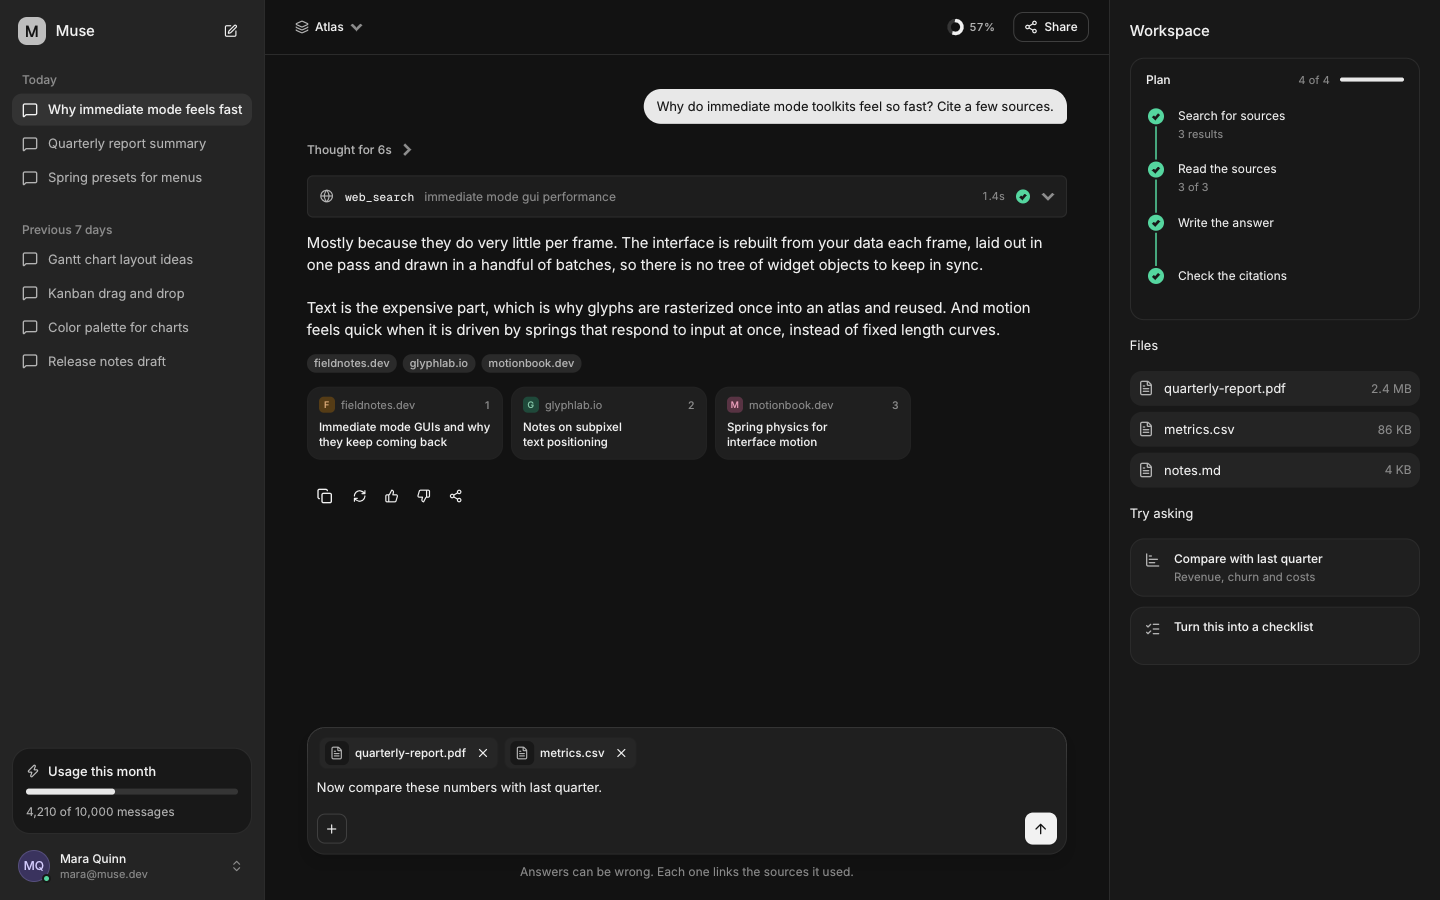 M Muse
Today
Why immediate mode feels fast
Quarterly report summary
Spring presets for menus
Previous 7 days
Gantt chart layout ideas
Kanban drag and drop
Color palette for charts
Release notes draft
Usage this month
4,210 of 10,000 messages
MQ
Mara Quinn
mara@muse.dev
Atlas
57%
Share
Why do immediate mode toolkits feel so fast? Cite a few sources.
Thought for 6s
web_search immediate mode gui performance 1.4s
Mostly because they do very little per frame. The interface is rebuilt from your data each frame, laid out in
one pass and drawn in a handful of batches, so there is no tree of widget objects to keep in sync.
Text is the expensive part, which is why glyphs are rasterized once into an atlas and reused. And motion
feels quick when it is driven by springs that respond to input at once, instead of fixed length curves.
fieldnotes.dev glyphlab.io motionbook.dev
F fieldnotes.dev 1
Immediate mode GUIs and why
they keep coming back
G glyphlab.io 2
Notes on subpixel
text positioning
M motionbook.dev 3
Spring physics for
interface motion
quarterly-report.pdf metrics.csv
Now compare these numbers with last quarter.
Answers can be wrong. Each one links the sources it used.
Workspace
Plan 4 of 4
Search for sources
3 results
Read the sources
3 of 3
Write the answer
Check the citations
Files
quarterly-report.pdf 2.4 MB
metrics.csv 86 KB
notes.md 4 KB
Try asking
Compare with last quarter
Revenue, churn and costs
Turn this into a checklist